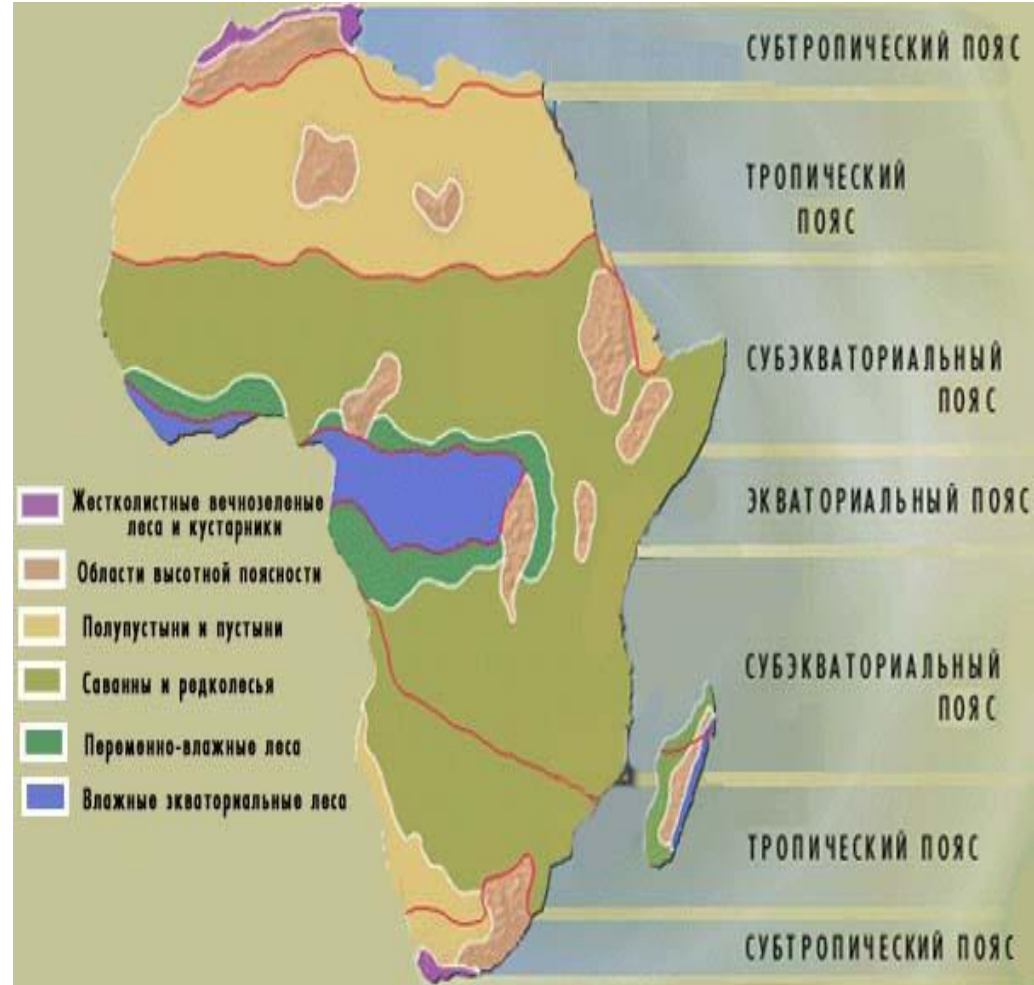 СУБТРОПИЧЕСКИЙ ПОЯС
ТРОПИЧЕСКИЙ
ПОЯС
СУБЭКВАТОРИАЛЬНЫЙ
ПОЯС
ЭКВАТОРИАЛЬНЫЙ ПОЯС
СУБЭКВАТОРИАЛЬНЫЙ
ПОЯС
ТРОПИЧЕСКИЙ ПОЯС
СУБТРОПИЧЕСКИЙ ПОЯС
Жестколистные вечнозеленые
леса и кустарники
Области высотной поясности
Полупустыни и пустыни
Саванны и редколесья
Переменно-влажные леса
Влажные экваториальные леса